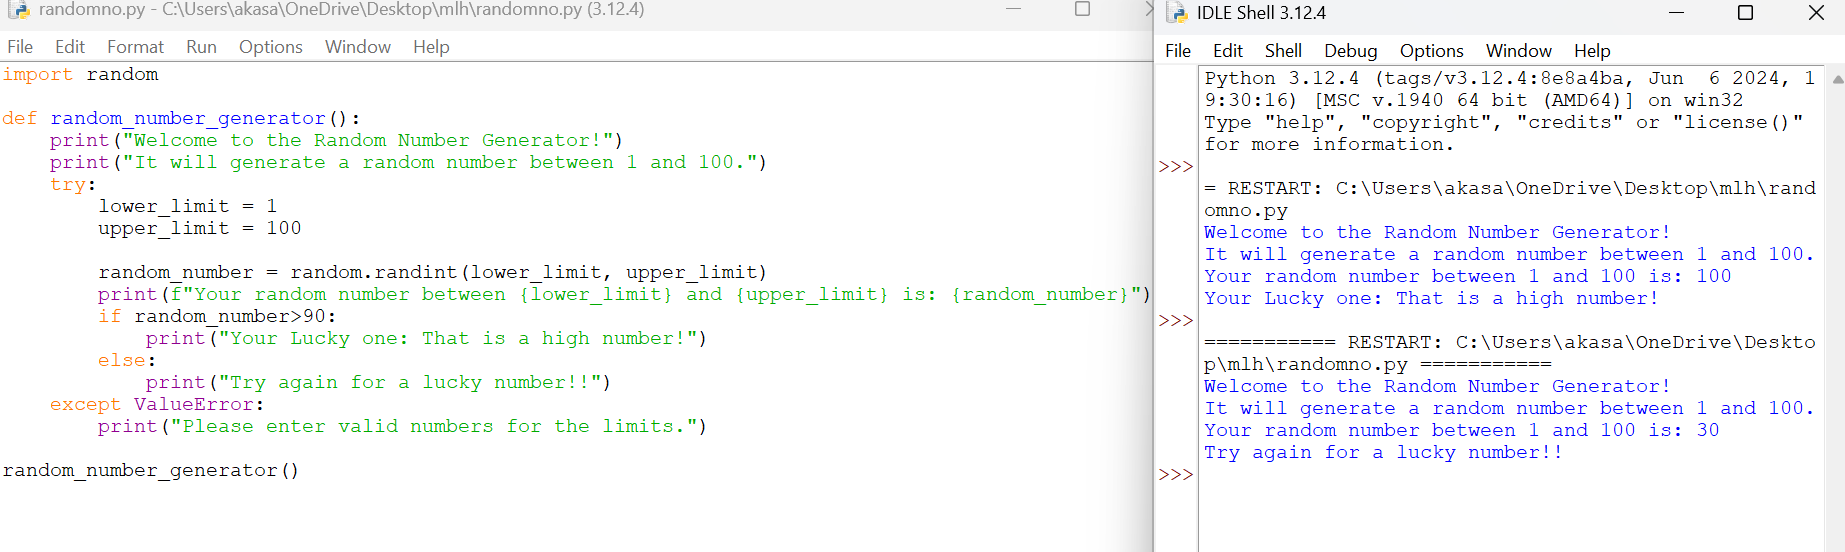 randomno.py - C:\Users\akasa\OneDrive\Desktop\mlh\randomno.py (3.12.4)
File Edit Format Run Options Window Help
import random

def random_number_generator():
    print("Welcome to the Random Number Generator!")
    print("It will generate a random number between 1 and 100.")
    try:
        lower_limit = 1
        upper_limit = 100

        random_number = random.randint(lower_limit, upper_limit)
        print(f"Your random number between {lower_limit} and {upper_limit} is: {random_number}")
        if random_number>90:
            print("Your Lucky one: That is a high number!")
        else:
            print("Try again for a lucky number!!")
    except ValueError:
        print("Please enter valid numbers for the limits.")

random_number_generator()
IDLE Shell 3.12.4
File Edit Shell Debug Options Window Help
Python 3.12.4 (tags/v3.12.4:8e8a4ba, Jun  6 2024, 1
9:30:16) [MSC v.1940 64 bit (AMD64)] on win32
Type "help", "copyright", "credits" or "license()"
for more information.
>>>
= RESTART: C:\Users\akasa\OneDrive\Desktop\mlh\rand
omno.py
Welcome to the Random Number Generator!
It will generate a random number between 1 and 100.
Your random number between 1 and 100 is: 100
Your Lucky one: That is a high number!
>>>
=========== RESTART: C:\Users\akasa\OneDrive\Deskto
p\mlh\randomno.py ===========
Welcome to the Random Number Generator!
It will generate a random number between 1 and 100.
Your random number between 1 and 100 is: 30
Try again for a lucky number!!
>>>